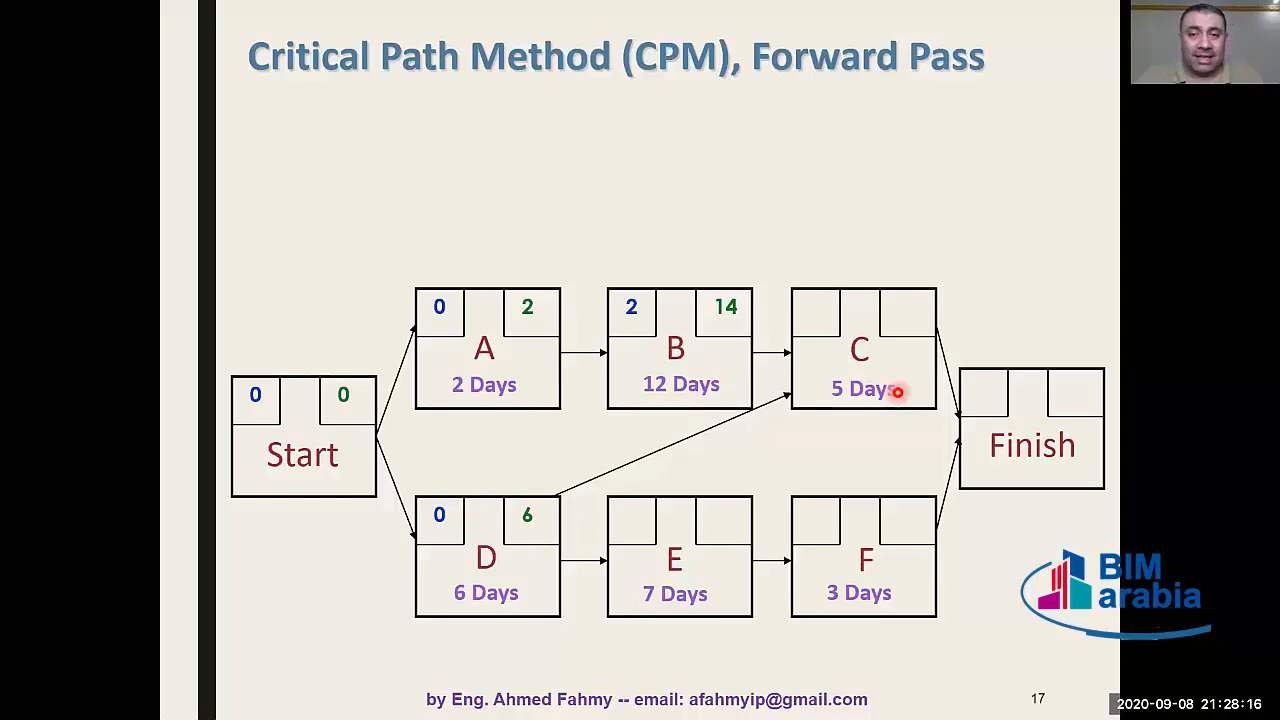 Critical Path Method (CPM), Forward Pass
0 2
A
2 Days
2 14
B
12 Days
C
5 Days
0 0
Start
Finish
0 6
D
6 Days
E
7 Days
F
3 Days
BIM
arabia
by Eng. Ahmed Fahmy -- email: afahmyip@gmail.com
17
2020-09-08 21:28:16